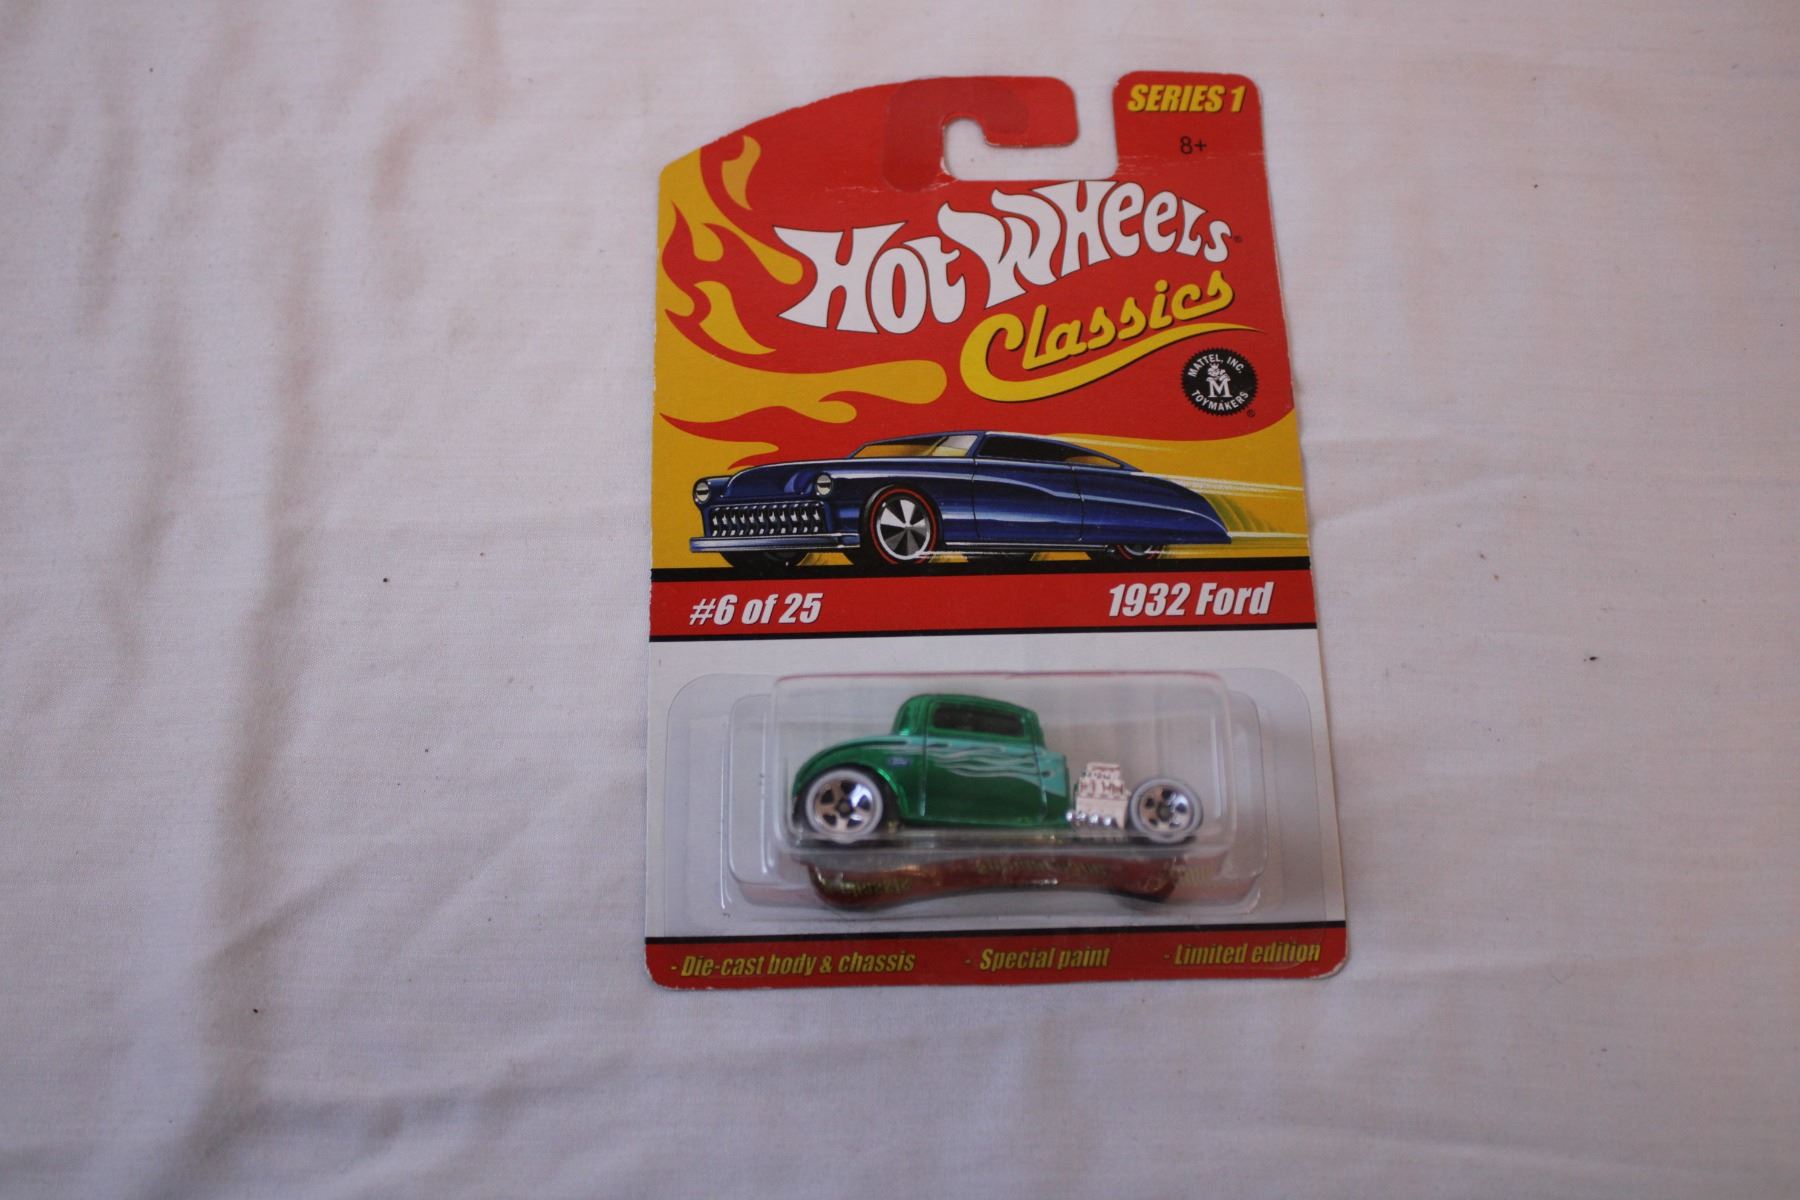 SERIES 1
8+
HOT WHEELS®
Classics
MATTEL, INC.
M
TOYMAKERS
®
#6 of 25
1932 Ford
- Die-cast body & chassis - Special paint - Limited edition